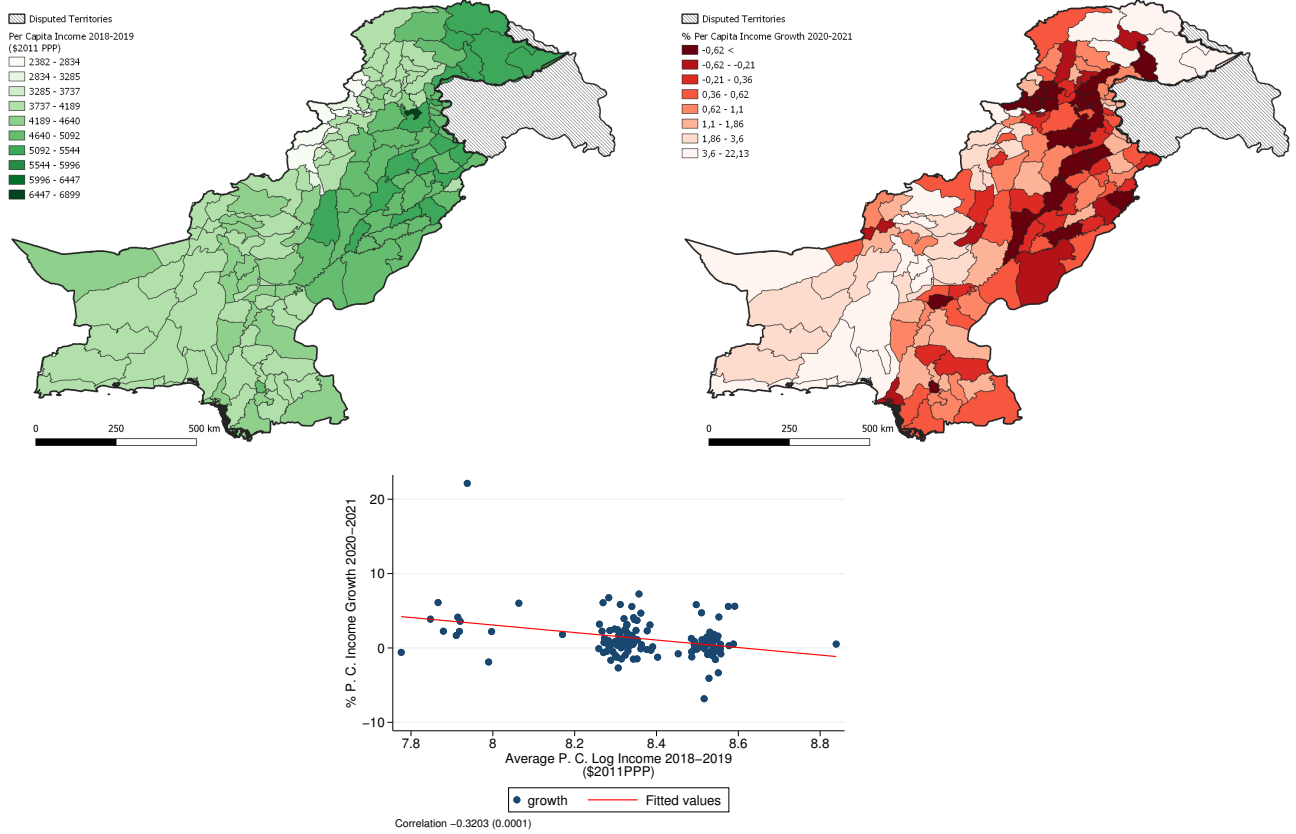 Disputed Territories
Per Capita Income 2018-2019
($2011 PPP)
2382 - 2834
2834 - 3285
3285 - 3737
3737 - 4189
4189 - 4640
4640 - 5092
5092 - 5544
5544 - 5996
5996 - 6447
6447 - 6899
0 250 500 km
Disputed Territories
% Per Capita Income Growth 2020-2021
-0,62 <
-0,62 - -0,21
-0,21 - 0,36
0,36 - 0,62
0,62 - 1,1
1,1 - 1,86
1,86 - 3,6
3,6 - 22,13
0 250 500 km
% P. C. Income Growth 2020−2021
20
10
0
−10
7.8 8 8.2 8.4 8.6 8.8
Average P. C. Log Income 2018−2019
($2011PPP)
growth Fitted values
Correlation −0.3203 (0.0001)